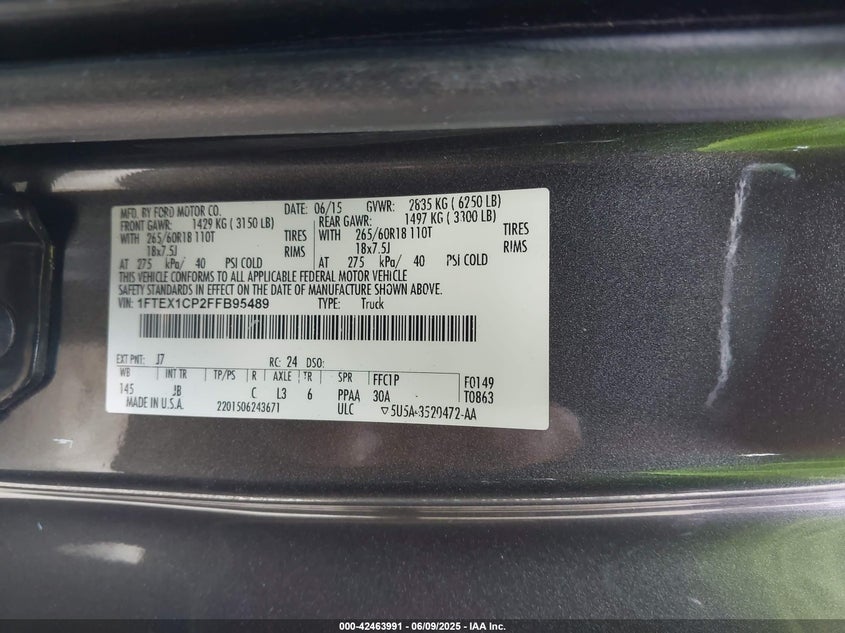 MFD. BY FORD MOTOR CO. DATE: 06/15 GVWR: 2835 KG ( 6250 LB)
FRONT GAWR: 1429 KG ( 3150 LB) REAR GAWR: 1497 KG ( 3300 LB)
WITH 265/60R18 110T TIRES WITH 265/60R18 110T TIRES
18x7.5J RIMS 18x7.5J RIMS
AT 275 kPa/ 40 PSI COLD AT 275 kPa/ 40 PSI COLD
THIS VEHICLE CONFORMS TO ALL APPLICABLE FEDERAL MOTOR VEHICLE
SAFETY STANDARDS IN EFFECT ON THE DATE OF MANUFACTURE SHOWN ABOVE.
VIN: 1FTEX1CP2FFB95489 TYPE: Truck
EXT PNT: J7 RC: 24 DSO:
WB INT TR TP/PS R AXLE TR SPR FFC1P F0149
145 JB C L3 6 PPAA 30A T0863
MADE IN U.S.A. 2201506243671 ULC ▽5U5A-3520472-AA
000-42463991 | 06/09/2025 - IAA Inc.